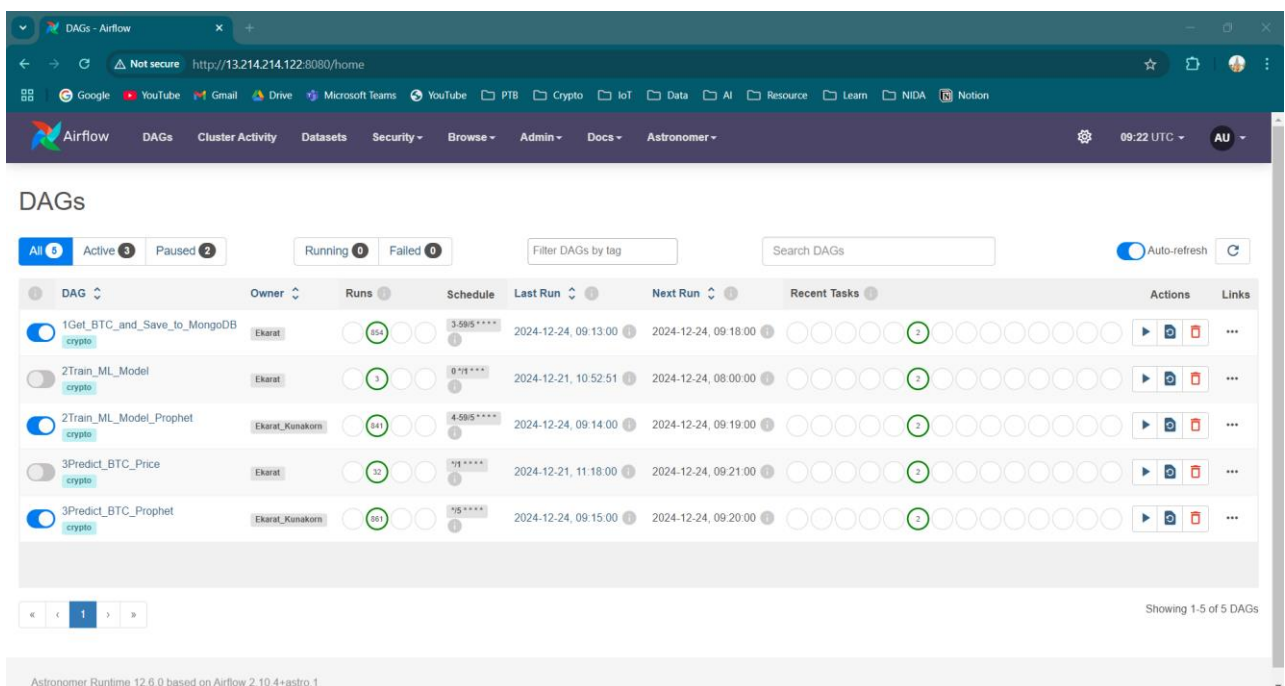 DAGs - Airflow
Not secure http://13.214.214.122:8080/home
Google YouTube Gmail Drive Microsoft Teams YouTube PTB Crypto IoT Data AI Resource Learn NIDA Notion
Airflow DAGs Cluster Activity Datasets Security Browse Admin Docs Astronomer 09:22 UTC AU
DAGs
All 5 Active 3 Paused 2 Running 0 Failed 0 Filter DAGs by tag Search DAGs Auto-refresh
DAG Owner Runs Schedule Last Run Next Run Recent Tasks Actions Links
1Get_BTC_and_Save_to_MongoDB Ekarat 854 3-59/5 * * * * 2024-12-24, 09:13:00 2024-12-24, 09:18:00 2
crypto
2Train_ML_Model Ekarat 3 0 */1 * * * 2024-12-21, 10:52:51 2024-12-24, 08:00:00 2
crypto
2Train_ML_Model_Prophet Ekarat_Kunakorn 841 4-59/5 * * * * 2024-12-24, 09:14:00 2024-12-24, 09:19:00 2
crypto
3Predict_BTC_Price Ekarat 32 */1 * * * * 2024-12-21, 11:18:00 2024-12-24, 09:21:00 2
crypto
3Predict_BTC_Prophet Ekarat_Kunakorn 861 */5 * * * * 2024-12-24, 09:15:00 2024-12-24, 09:20:00 2
crypto
« ‹ 1 › » Showing 1-5 of 5 DAGs
Astronomer Runtime 12.6.0 based on Airflow 2.10.4+astro.1